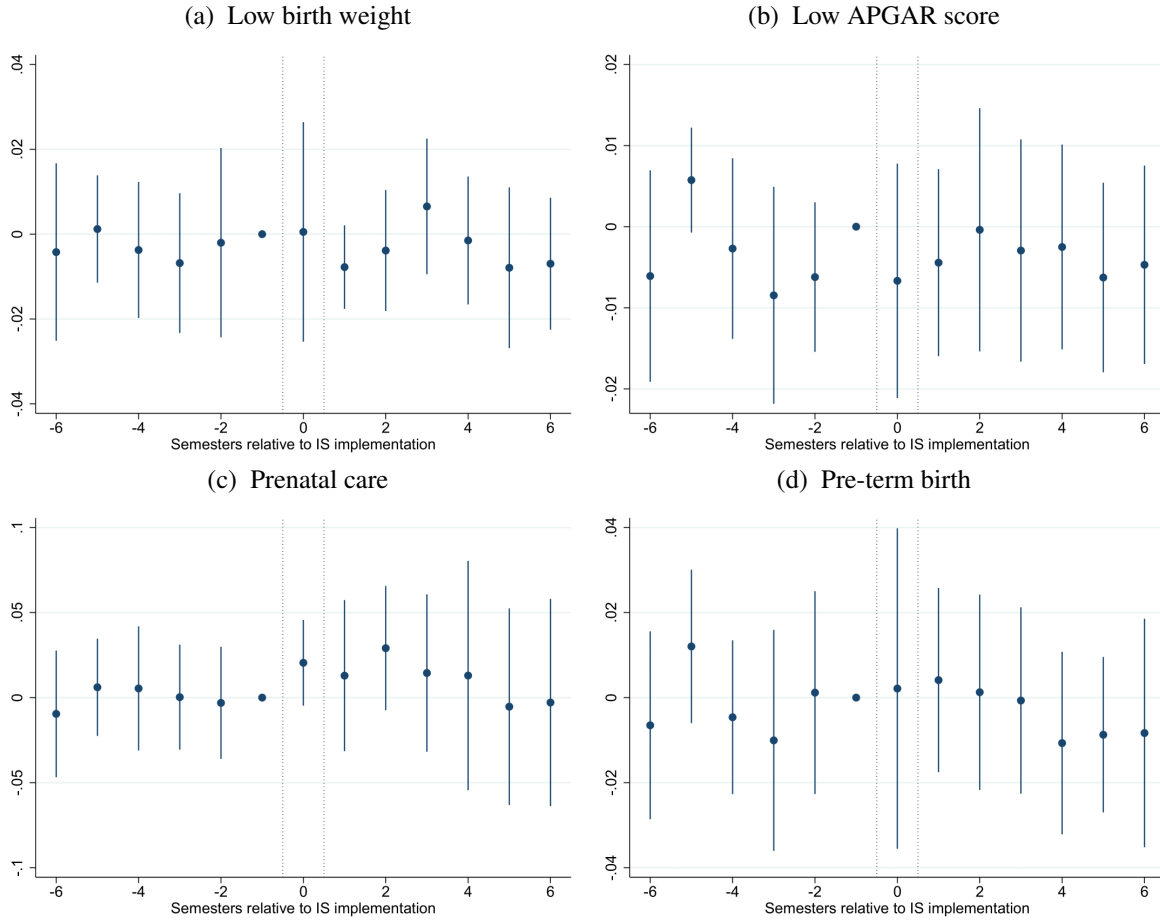 (a) Low birth weight
.04
.02
0
-.02
-.04
-6 -4 -2 0 2 4 6
Semesters relative to IS implementation
(b) Low APGAR score
.02
.01
0
-.01
-.02
-6 -4 -2 0 2 4 6
Semesters relative to IS implementation
(c) Prenatal care
.1
.05
0
-.05
-.1
-6 -4 -2 0 2 4 6
Semesters relative to IS implementation
(d) Pre-term birth
.04
.02
0
-.02
-.04
-6 -4 -2 0 2 4 6
Semesters relative to IS implementation